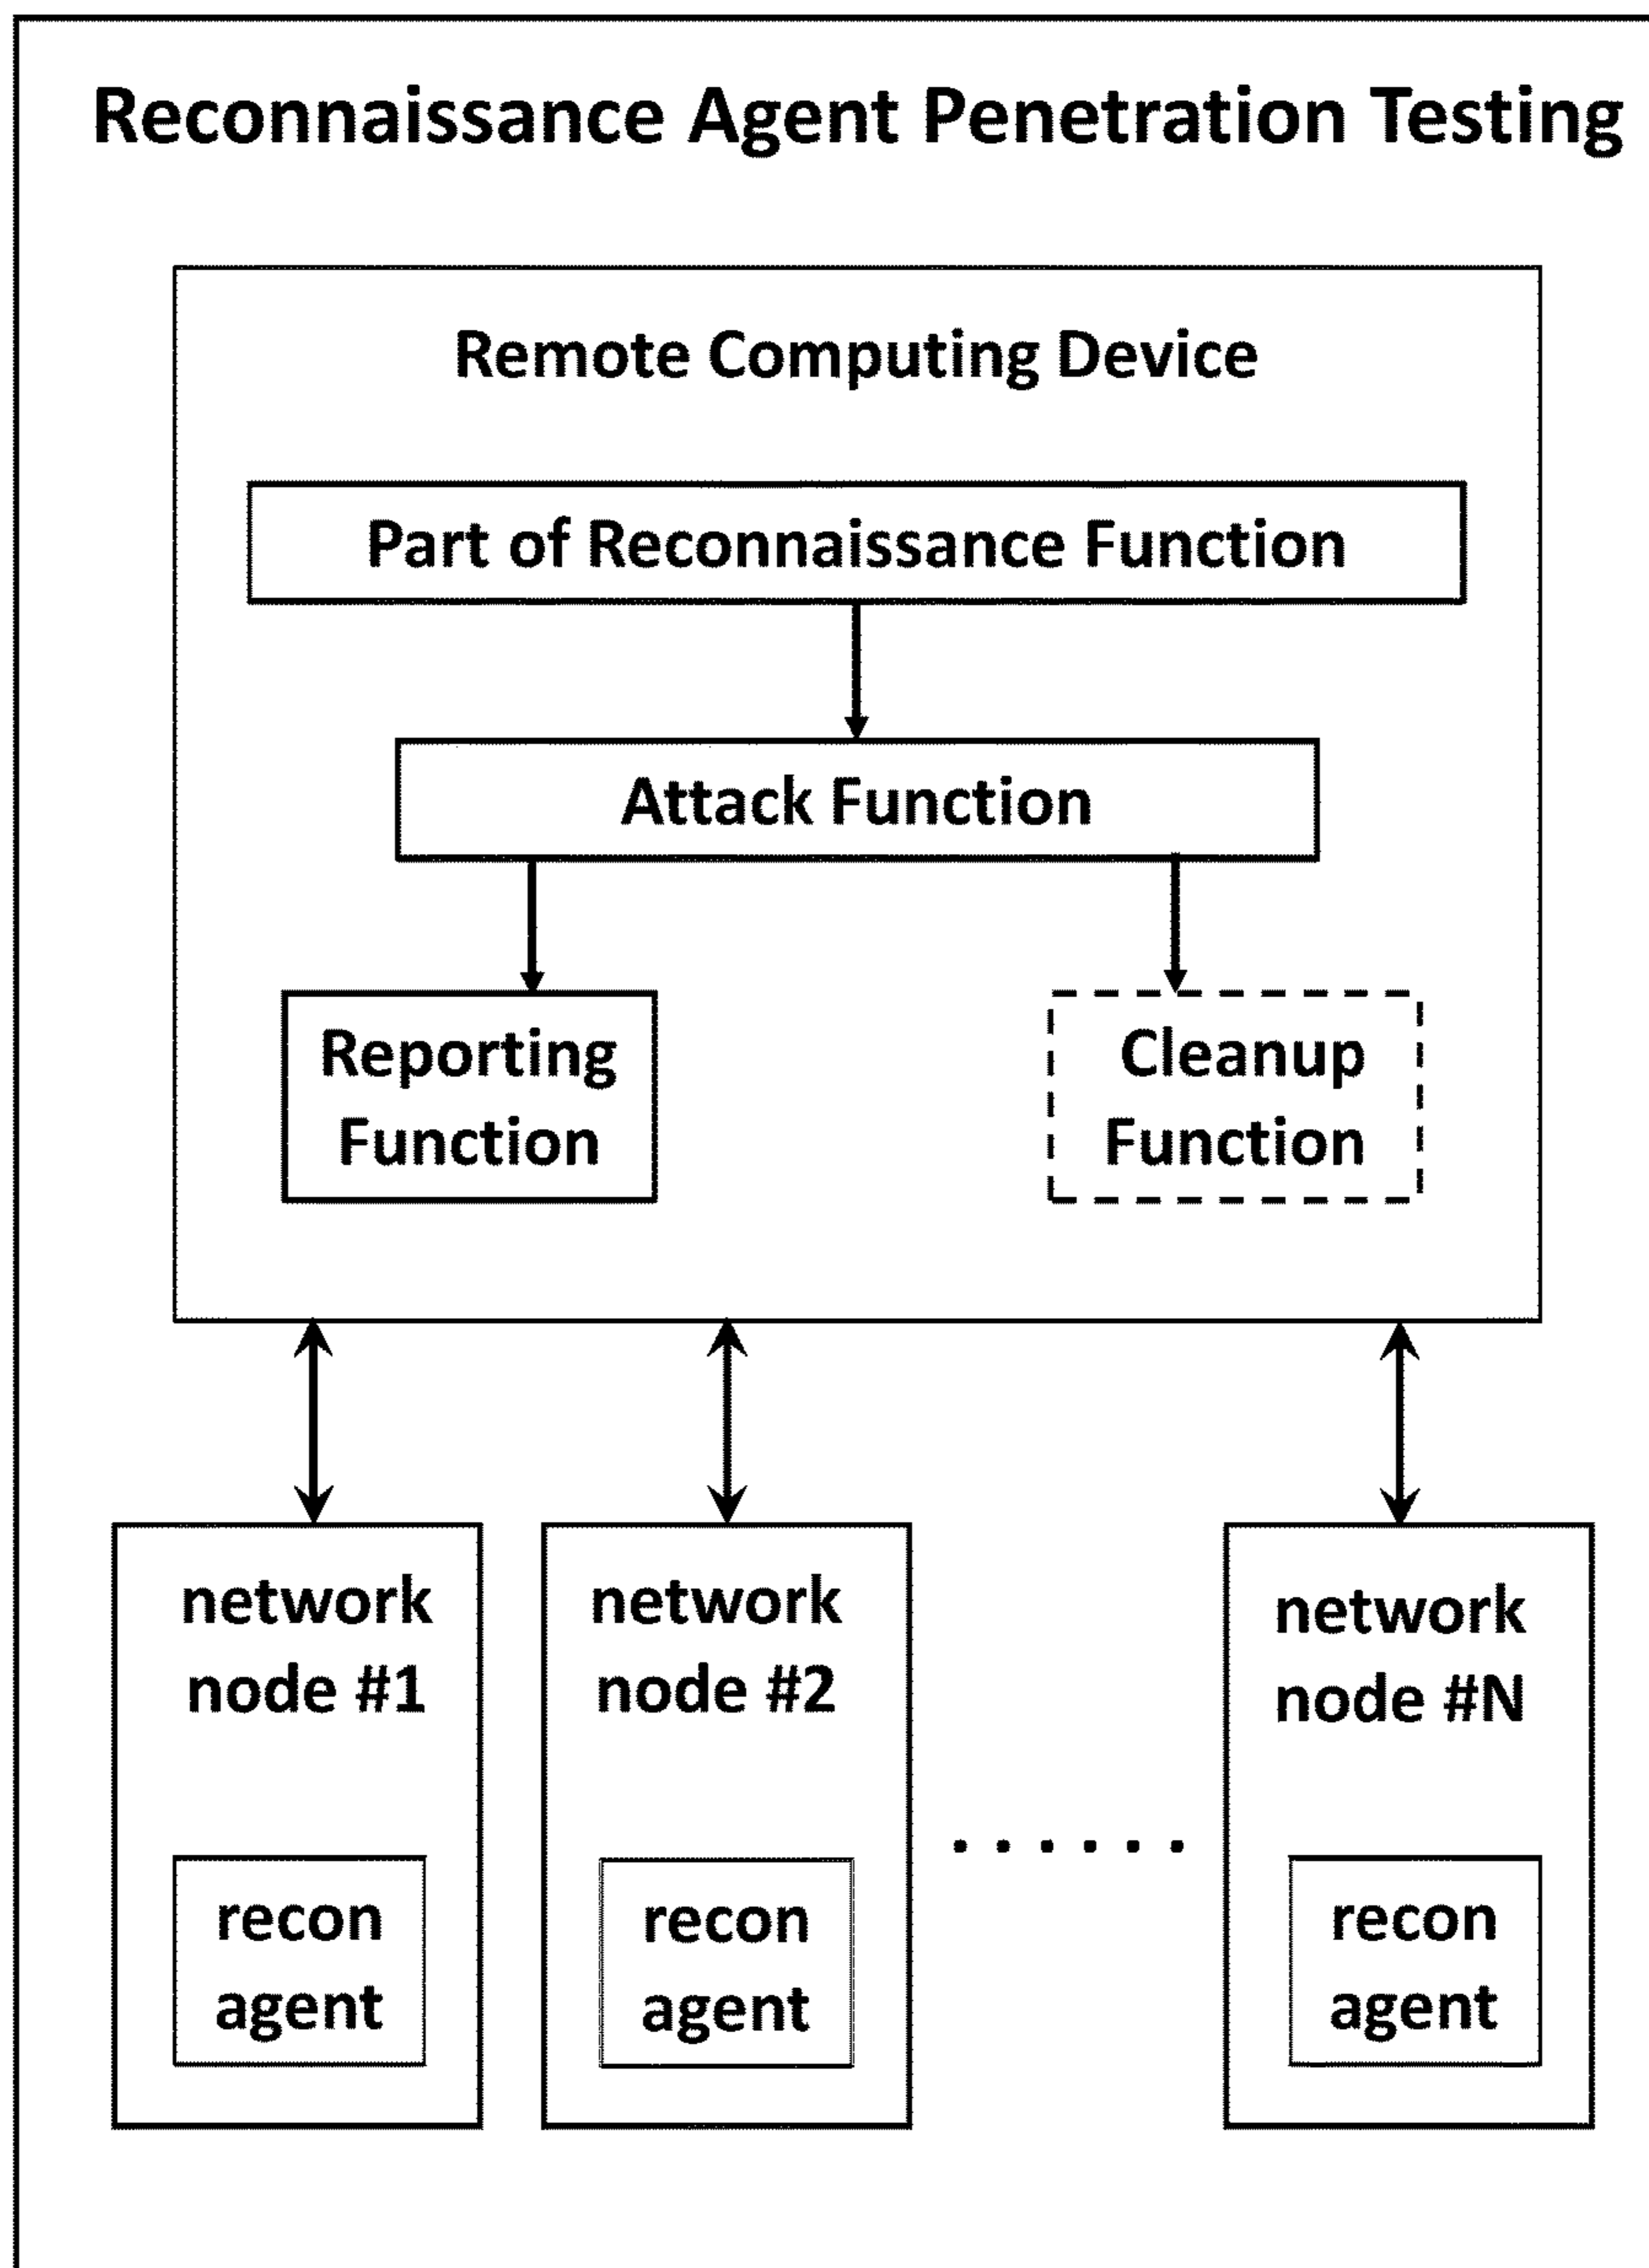 Reconnaissance Agent Penetration Testing
Remote Computing Device
Part of Reconnaissance Function
Attack Function
Reporting
Function
Cleanup
Function
network
node #1
network
node #2
network
node #N
......
recon
agent
recon
agent
recon
agent